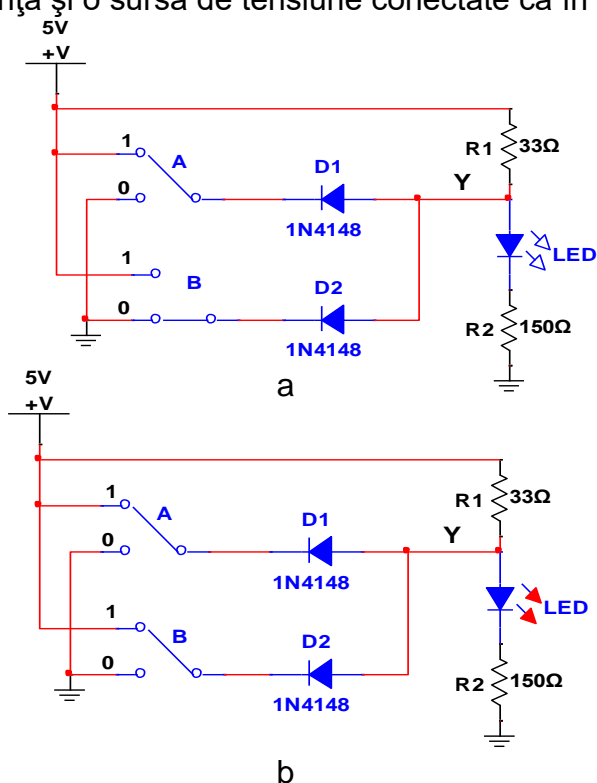 nţa şi o sursă de tensiune conectate ca în
5V
+V
1
A
0
D1
1N4148
Y
R1
33Ω
1
B
0
D2
1N4148
LED
R2
150Ω
a
5V
+V
1
A
0
D1
1N4148
Y
R1
33Ω
1
B
0
D2
1N4148
LED
R2
150Ω
b